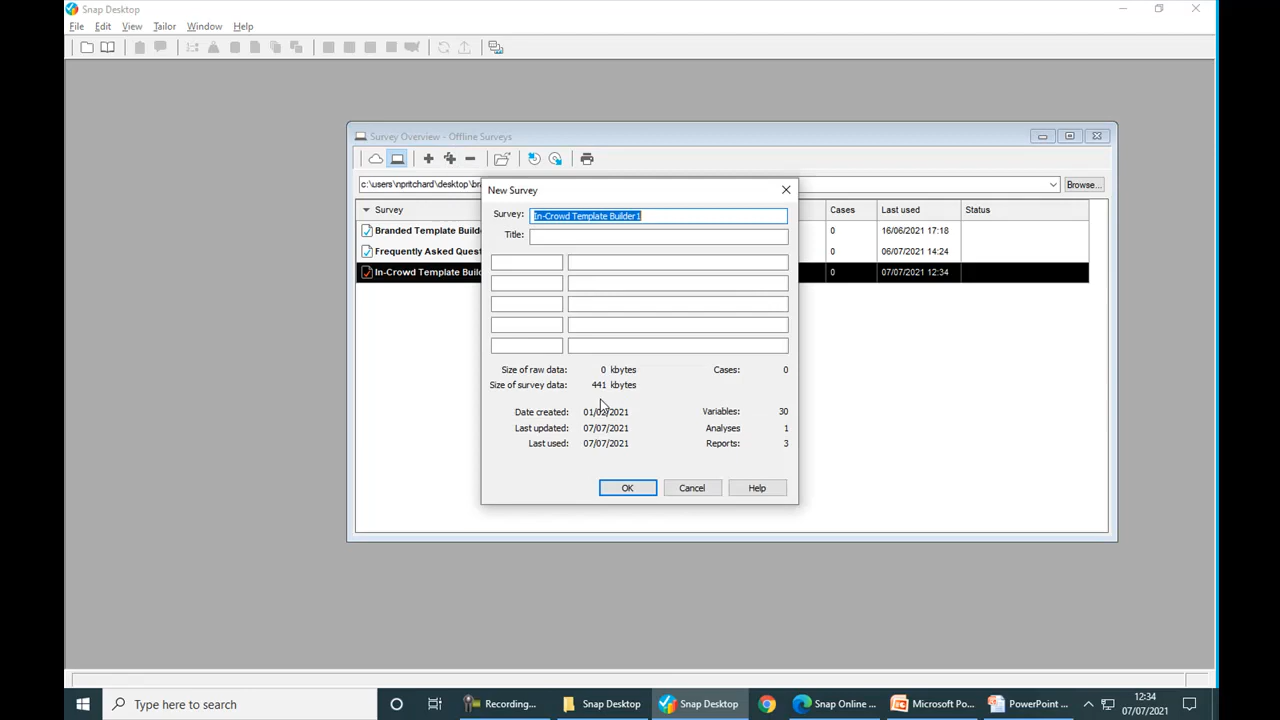 Snap Desktop
File Edit View Tailor Window Help
Survey Overview - Offline Surveys
c:\users\npritchard\desktop\br
Browse...
Survey Cases Last used Status
Branded Template Builde 0 16/06/2021 17:18
Frequently Asked Quest 0 06/07/2021 14:24
In-Crowd Template Build 0 07/07/2021 12:34
New Survey
Survey: In-Crowd Template Builder1
Title:
Size of raw data: 0 kbytes Cases: 0
Size of survey data: 441 kbytes
Date created: 01/02/2021 Variables: 30
Last updated: 07/07/2021 Analyses 1
Last used: 07/07/2021 Reports: 3
OK Cancel Help
Type here to search
Recording... Snap Desktop Snap Desktop Snap Online ... Microsoft Po... PowerPoint ...
12:34
07/07/2021